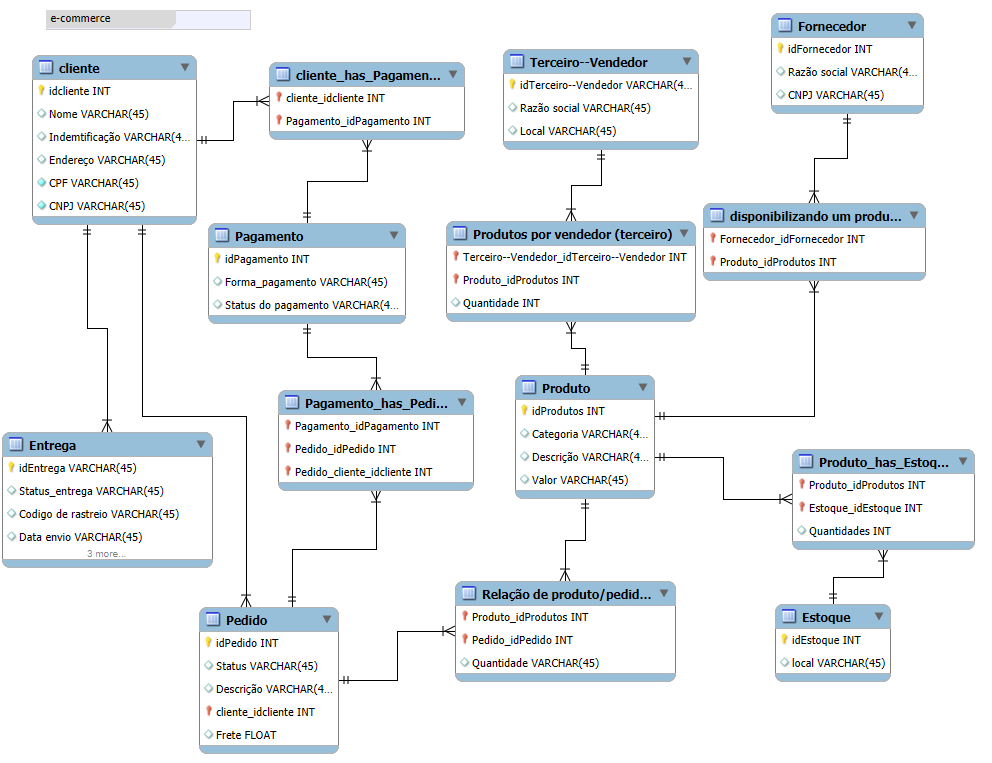 e-commerce
cliente
idcliente INT
Nome VARCHAR(45)
Indemtificação VARCHAR(4...
Endereço VARCHAR(45)
CPF VARCHAR(45)
CNPJ VARCHAR(45)
cliente_has_Pagamen...
cliente_idcliente INT
Pagamento_idPagamento INT
Terceiro--Vendedor
idTerceiro--Vendedor VARCHAR(4...
Razão social VARCHAR(45)
Local VARCHAR(45)
Fornecedor
idFornecedor INT
Razão social VARCHAR(4...
CNPJ VARCHAR(45)
Pagamento
idPagamento INT
Forma_pagamento VARCHAR(45)
Status do pagamento VARCHAR(4...
Produtos por vendedor (terceiro)
Terceiro--Vendedor_idTerceiro--Vendedor INT
Produto_idProdutos INT
Quantidade INT
disponibilizando um produ...
Fornecedor_idFornecedor INT
Produto_idProdutos INT
Pagamento_has_Pedi...
Pagamento_idPagamento INT
Pedido_idPedido INT
Pedido_cliente_idcliente INT
Produto
idProdutos INT
Categoria VARCHAR(4...
Descrição VARCHAR(4...
Valor VARCHAR(45)
Entrega
idEntrega VARCHAR(45)
Status_entrega VARCHAR(45)
Codigo de rastreio VARCHAR(45)
Data envio VARCHAR(45)
3 more...
Produto_has_Estoq...
Produto_idProdutos INT
Estoque_idEstoque INT
Quantidades INT
Pedido
idPedido INT
Status VARCHAR(45)
Descrição VARCHAR(4...
cliente_idcliente INT
Frete FLOAT
Relação de produto/pedid...
Produto_idProdutos INT
Pedido_idPedido INT
Quantidade VARCHAR(45)
Estoque
idEstoque INT
local VARCHAR(45)